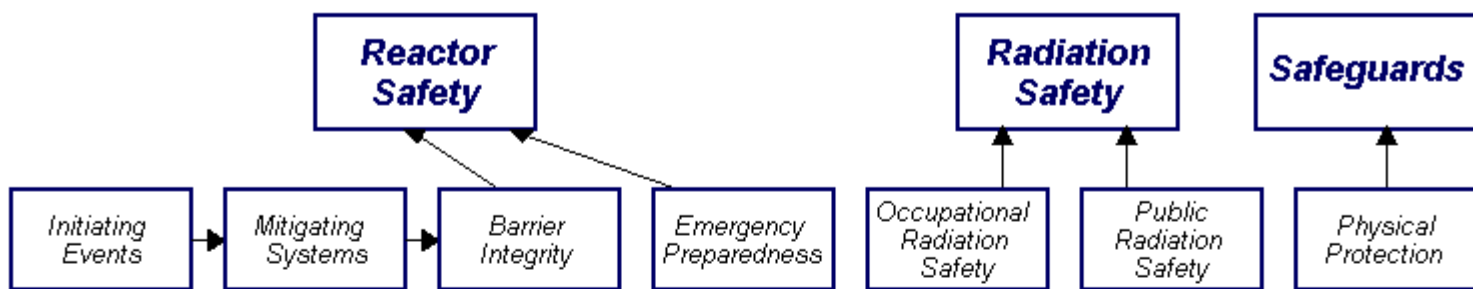 Reactor
Safety
Radiation
Safety
Safeguards
Initiating
Events
Mitigating
Systems
Barrier
Integrity
Emergency
Preparedness
Occupational
Radiation
Safety
Public
Radiation
Safety
Physical
Protection